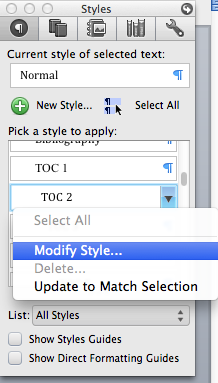 Styles
Current style of selected text:
Normal
New Style...
Select All
Pick a style to apply:
Bibliography
TOC 1
TOC 2
Select All
Modify Style...
Delete...
Update to Match Selection
List: All Styles
Show Styles Guides
Show Direct Formatting Guides